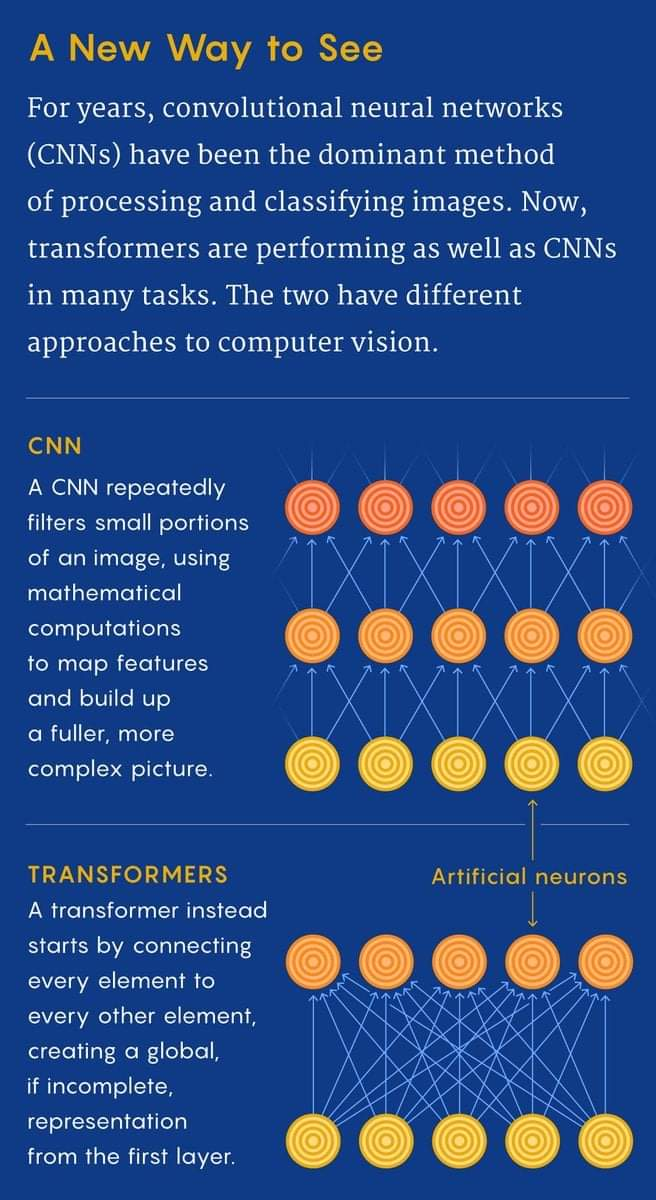 A New Way to See
For years, convolutional neural networks
(CNNs) have been the dominant method
of processing and classifying images. Now,
transformers are performing as well as CNNs
in many tasks. The two have different
approaches to computer vision.
CNN
A CNN repeatedly
filters small portions
of an image, using
mathematical
computations
to map features
and build up
a fuller, more
complex picture.
Artificial neurons
TRANSFORMERS
A transformer instead
starts by connecting
every element to
every other element,
creating a global,
if incomplete,
representation
from the first layer.